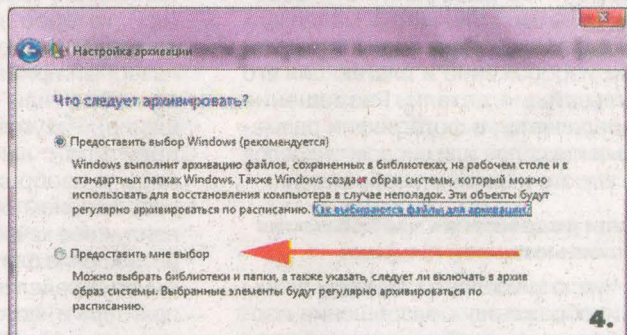 Настройка архивации
Что следует архивировать?
Предоставить выбор Windows (рекомендуется)
Windows выполнит архивацию файлов, сохраненных в библиотеках, на рабочем столе и в
стандартных папках Windows. Также Windows создает образ системы, который можно
использовать для восстановления компьютера в случае неполадок. Эти объекты будут
регулярно архивироваться по расписанию. Как выбираются файлы для архивации?
Предоставить мне выбор
Можно выбрать библиотеки и папки, а также указать, следует ли включать в архив
образ системы. Выбранные элементы будут регулярно архивироваться по
расписанию.
4.